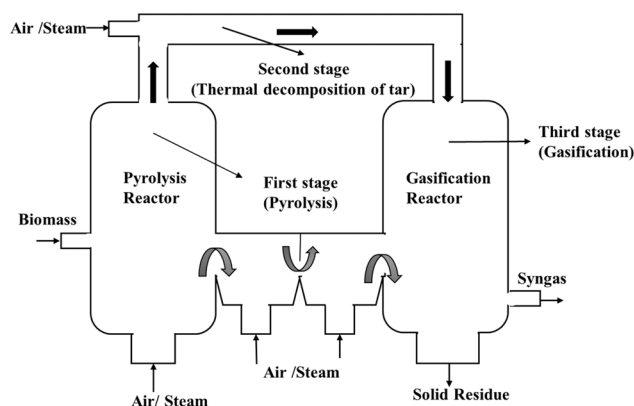 Air /Steam
Second stage
(Thermal decomposition of tar)
Third stage
(Gasification)
Pyrolysis
Reactor
First stage
(Pyrolysis)
Gasification
Reactor
Biomass
Syngas
Air /Steam
Air/ Steam
Solid Residue